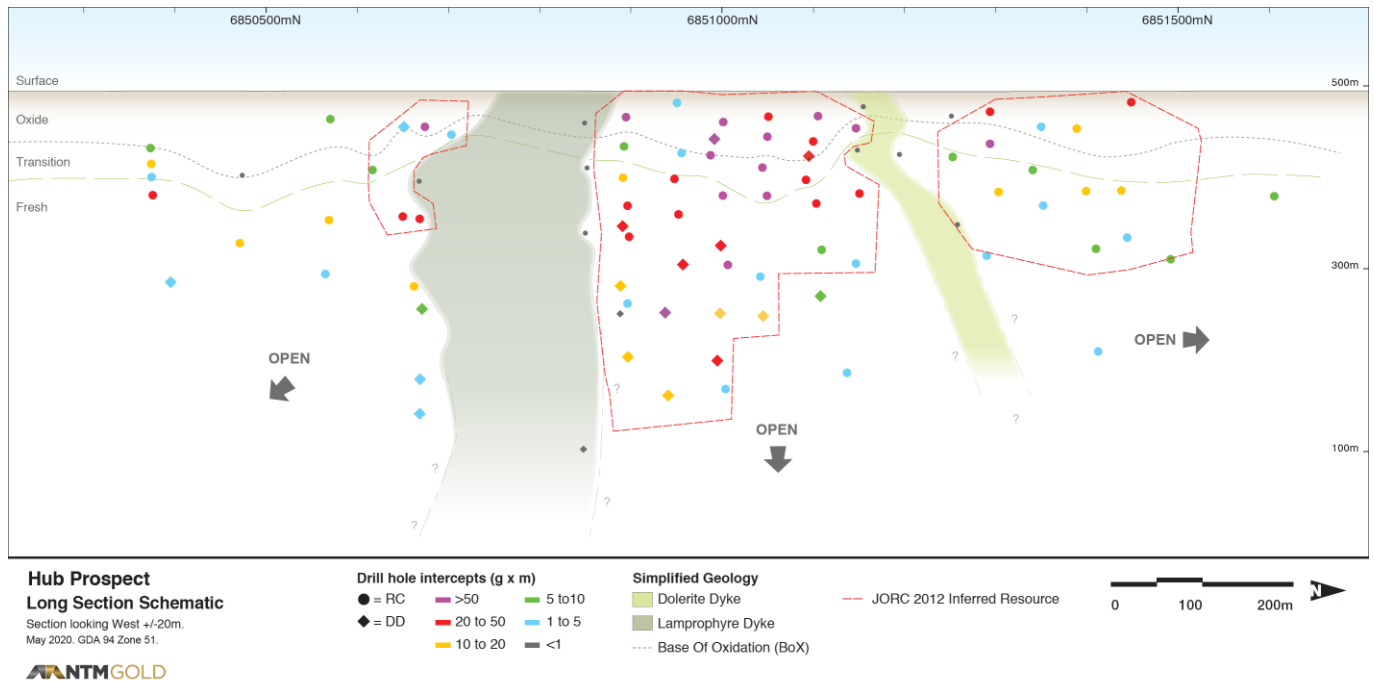 6850500mN 6851000mN 6851500mN
Surface 500m
Oxide
Transition
Fresh
300m
OPEN OPEN
?
?
?
?
OPEN
100m
?
?
?
Hub Prospect
Long Section Schematic
Section looking West +/-20m.
May 2020. GDA 94 Zone 51.
NTMGOLD
Drill hole intercepts (g x m)
= RC >50 5 to10
= DD 20 to 50 1 to 5
10 to 20 <1
Simplified Geology
Dolerite Dyke
Lamprophyre Dyke
Base Of Oxidation (BoX)
JORC 2012 Inferred Resource
0 100 200m
N